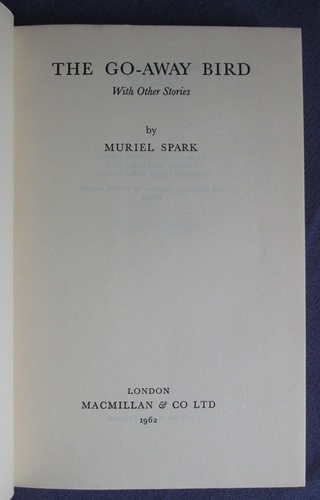 THE GO-AWAY BIRD
With Other Stories
by
MURIEL SPARK
LONDON
MACMILLAN & CO LTD
1962